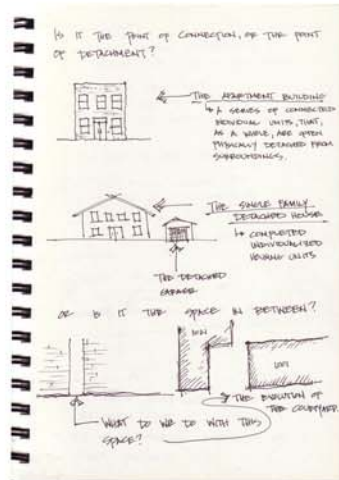 IS IT THE POINT OF CONNECTION, OR THE POINT
OF DETACHMENT?
THE APARTMENT BUILDING
↳ A SERIES OF CONNECTED
INDIVIDUAL UNITS, THAT,
AS A WHOLE, ARE OFTEN
PHYSICALLY DETACHED FROM
SURROUNDINGS.
THE SINGLE FAMILY
DETACHED HOUSE
↳ COMPLETED
INDIVIDUALIZED
HOUSING UNITS
THE DETACHED
GARAGE
OR IS IT THE SPACE IN BETWEEN?
THE EVOLUTION OF
THE COURTYARD.
WHAT DO WE DO WITH THIS
SPACE?